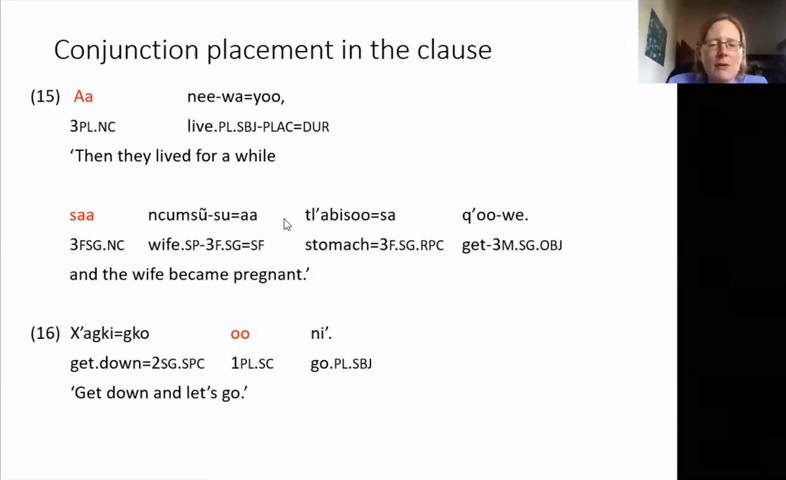 Conjunction placement in the clause
(15) Aa nee-wa=yoo,
3PL.NC live.PL.SBJ-PLAC=DUR
‘Then they lived for a while
saa ncumsũ-su=aa tl’abisoo=sa q’oo-we.
3FSG.NC wife.SP-3F.SG=SF stomach=3F.SG.RPC get-3M.SG.OBJ
and the wife became pregnant.’
(16) X’agki=gko oo ni’.
get.down=2SG.SPC 1PL.SC go.PL.SBJ
‘Get down and let’s go.’